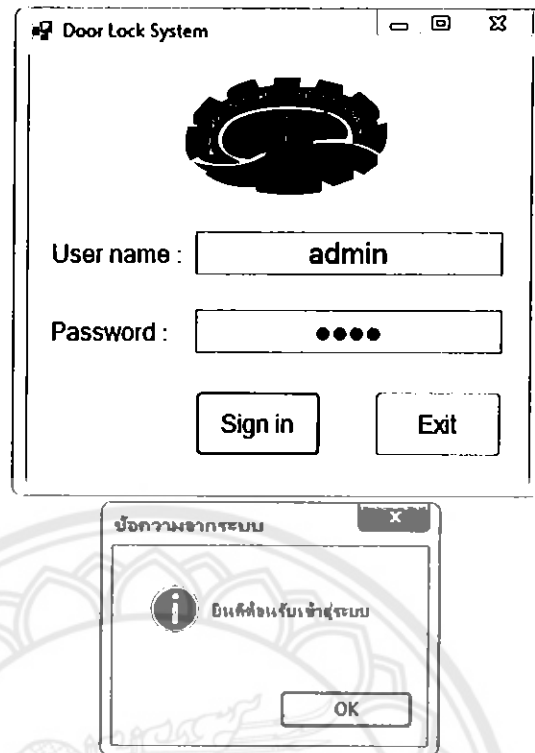 Door Lock System
User name : admin
Password : ●●●●
Sign in Exit
ข้อความจากระบบ
ยินดีต้อนรับเข้าสู่ระบบ
OK